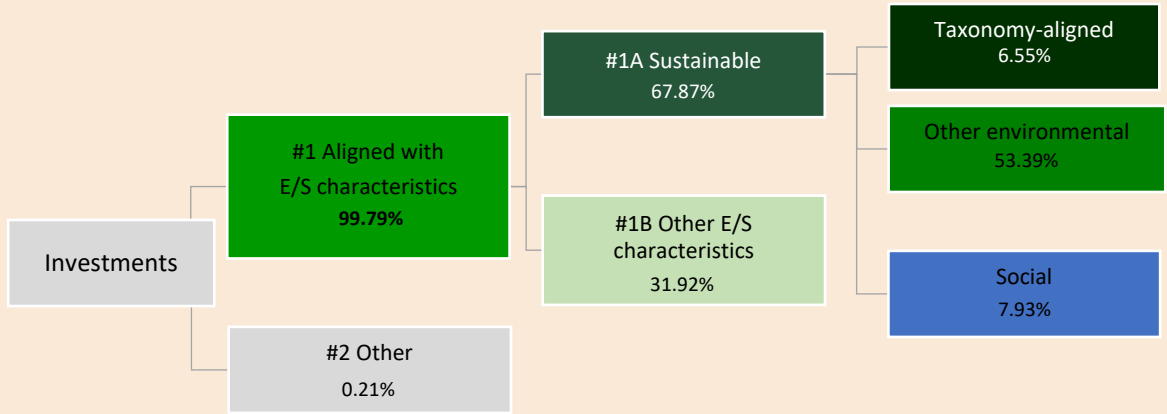 Investments
#1 Aligned with
E/S characteristics
99.79%
#2 Other
0.21%
#1A Sustainable
67.87%
#1B Other E/S
characteristics
31.92%
Taxonomy-aligned
6.55%
Other environmental
53.39%
Social
7.93%